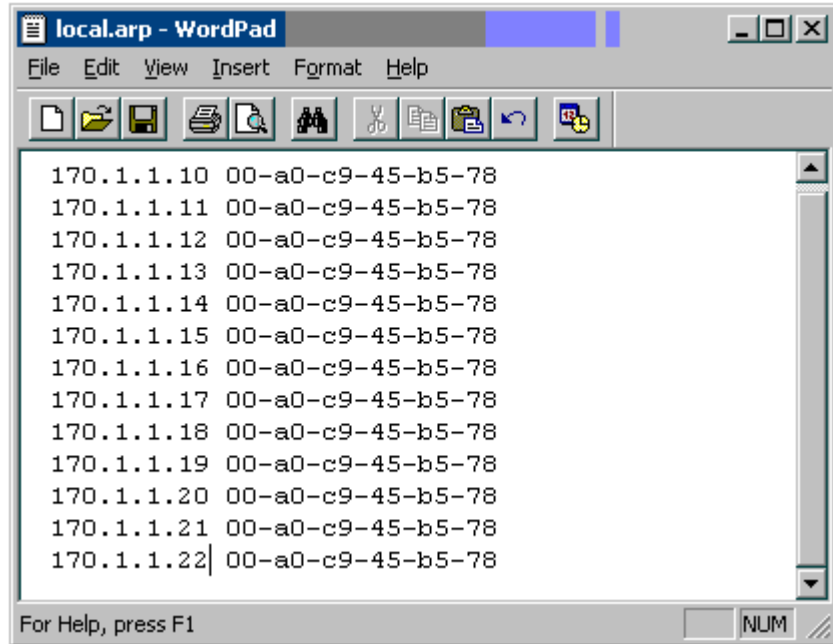 local.arp - WordPad
File Edit View Insert Format Help
170.1.1.10 00-a0-c9-45-b5-78
170.1.1.11 00-a0-c9-45-b5-78
170.1.1.12 00-a0-c9-45-b5-78
170.1.1.13 00-a0-c9-45-b5-78
170.1.1.14 00-a0-c9-45-b5-78
170.1.1.15 00-a0-c9-45-b5-78
170.1.1.16 00-a0-c9-45-b5-78
170.1.1.17 00-a0-c9-45-b5-78
170.1.1.18 00-a0-c9-45-b5-78
170.1.1.19 00-a0-c9-45-b5-78
170.1.1.20 00-a0-c9-45-b5-78
170.1.1.21 00-a0-c9-45-b5-78
170.1.1.22 00-a0-c9-45-b5-78
For Help, press F1 NUM